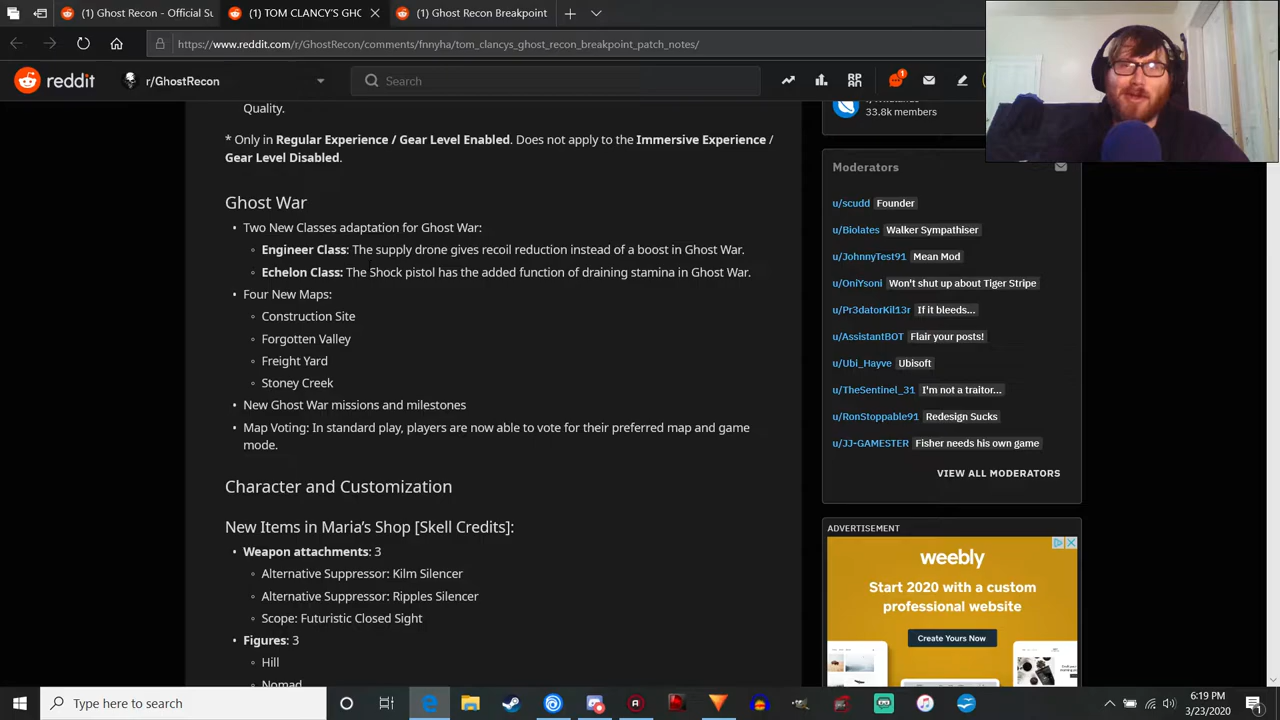 (1) Ghost Recon - Official Su
(1) TOM CLANCY'S GHO
(1) Ghost Recon Breakpoint
https://www.reddit.com/r/GhostRecon/comments/fnnyha/tom_clancys_ghost_recon_breakpoint_patch_notes/
reddit
r/GhostRecon
Search
1
Quality.
* Only in Regular Experience / Gear Level Enabled. Does not apply to the Immersive Experience /
Gear Level Disabled.
Ghost War
• Two New Classes adaptation for Ghost War:
◦ Engineer Class: The supply drone gives recoil reduction instead of a boost in Ghost War.
◦ Echelon Class: The Shock pistol has the added function of draining stamina in Ghost War.
• Four New Maps:
◦ Construction Site
◦ Forgotten Valley
◦ Freight Yard
◦ Stoney Creek
• New Ghost War missions and milestones
• Map Voting: In standard play, players are now able to vote for their preferred map and game
mode.
Character and Customization
New Items in Maria's Shop [Skell Credits]:
• Weapon attachments: 3
◦ Alternative Suppressor: Kilm Silencer
◦ Alternative Suppressor: Ripples Silencer
◦ Scope: Futuristic Closed Sight
• Figures: 3
◦ Hill
◦ Nomad
33.8k members
Moderators
u/scudd Founder
u/Biolates Walker Sympathiser
u/JohnnyTest91 Mean Mod
u/OniYsoni Won't shut up about Tiger Stripe
u/Pr3datorKil13r If it bleeds...
u/AssistantBOT Flair your posts!
u/Ubi_Hayve Ubisoft
u/TheSentinel_31 I'm not a traitor...
u/RonStoppable91 Redesign Sucks
u/JJ-GAMESTER Fisher needs his own game
VIEW ALL MODERATORS
ADVERTISEMENT
weebly
Start 2020 with a custom
professional website
Create Yours Now
Type here to search
6:19 PM
3/23/2020
1